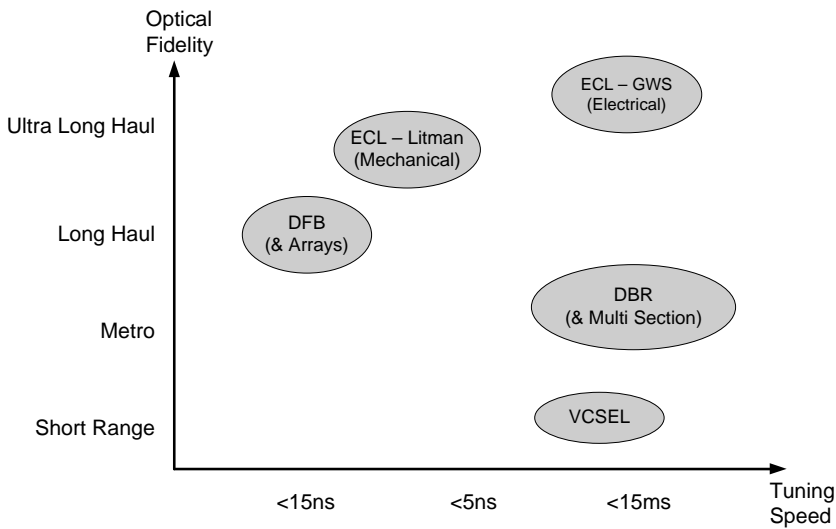 Optical
Fidelity
ECL – GWS
(Electrical)
Ultra Long Haul
ECL – Litman
(Mechanical)
Long Haul
DFB
(& Arrays)
DBR
(& Multi Section)
Metro
VCSEL
Short Range
<15ns
<5ns
<15ms
Tuning
Speed